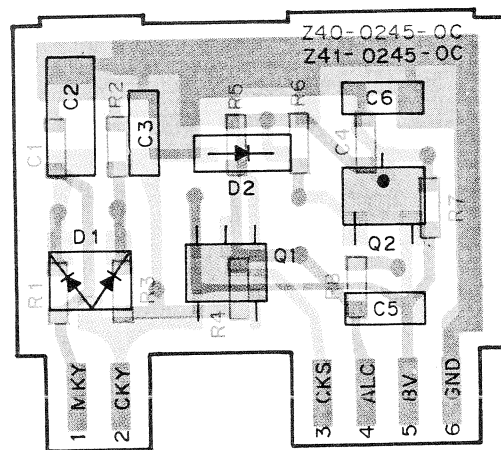 Z40-0245-0C
Z41-0245-0C
C2
R2
C3
C1
R5
R6
C6
C4
D2
R7
D1
Q1
Q2
R1
R3
R4
R8
C5
1 MKY
2 CKY
3 CKS
4 ALC
5 8V
6 GND